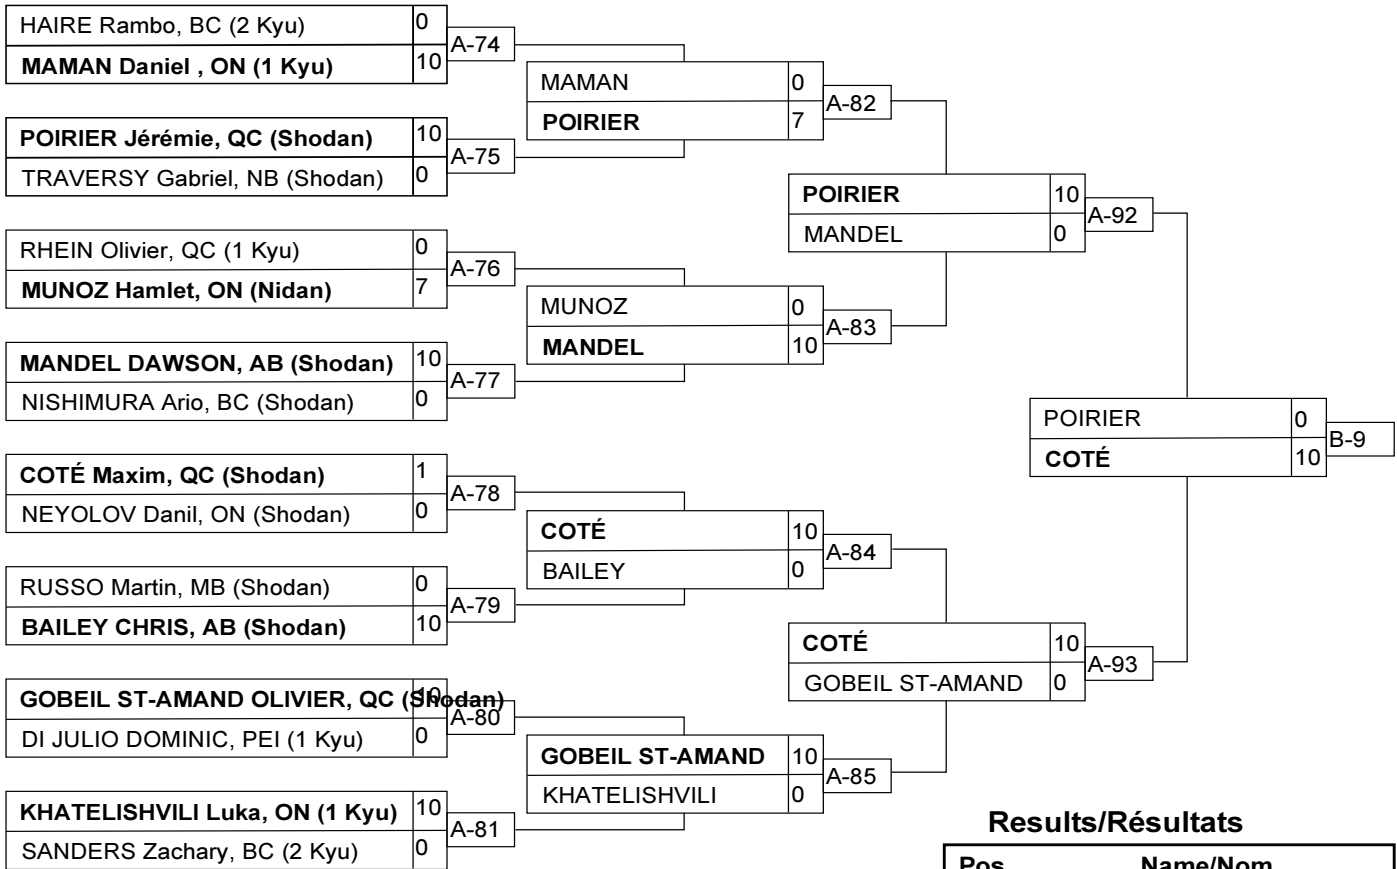 HAIRE Rambo, BC (2 Kyu) 0
MAMAN Daniel , ON (1 Kyu) 10
A-74
POIRIER Jérémie, QC (Shodan) 10
TRAVERSY Gabriel, NB (Shodan) 0
A-75
RHEIN Olivier, QC (1 Kyu) 0
MUNOZ Hamlet, ON (Nidan) 7
A-76
MANDEL DAWSON, AB (Shodan) 10
NISHIMURA Ario, BC (Shodan) 0
A-77
COTÉ Maxim, QC (Shodan) 1
NEYOLOV Danil, ON (Shodan) 0
A-78
RUSSO Martin, MB (Shodan) 0
BAILEY CHRIS, AB (Shodan) 10
A-79
GOBEIL ST-AMAND OLIVIER, QC (Shodan) 10
DI JULIO DOMINIC, PEI (1 Kyu) 0
A-80
KHATELISHVILI Luka, ON (1 Kyu) 10
SANDERS Zachary, BC (2 Kyu) 0
A-81
MAMAN 0
POIRIER 7
A-82
MUNOZ 0
MANDEL 10
A-83
COTÉ 10
BAILEY 0
A-84
GOBEIL ST-AMAND 10
KHATELISHVILI 0
A-85
POIRIER 10
MANDEL 0
A-92
COTÉ 10
GOBEIL ST-AMAND 0
A-93
POIRIER 0
COTÉ 10
B-9
Results/Résultats
Pos Name/Nom